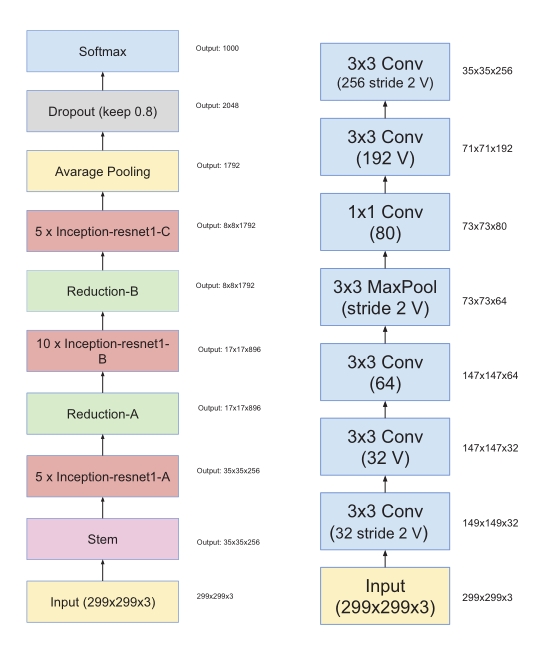 Softmax
Output: 1000
Dropout (keep 0.8)
Output: 2048
Avarage Pooling
Output: 1792
5 x Inception-resnet1-C
Output: 8x8x1792
Reduction-B
Output: 8x8x1792
10 x Inception-resnet1-
B
Output: 17x17x896
Reduction-A
Output: 17x17x896
5 x Inception-resnet1-A
Output: 35x35x256
Stem
Output: 35x35x256
Input (299x299x3)
299x299x3
3x3 Conv
(256 stride 2 V)
35x35x256
3x3 Conv
(192 V)
71x71x192
1x1 Conv
(80)
73x73x80
3x3 MaxPool
(stride 2 V)
73x73x64
3x3 Conv
(64)
147x147x64
3x3 Conv
(32 V)
147x147x32
3x3 Conv
(32 stride 2 V)
149x149x32
Input
(299x299x3)
299x299x3